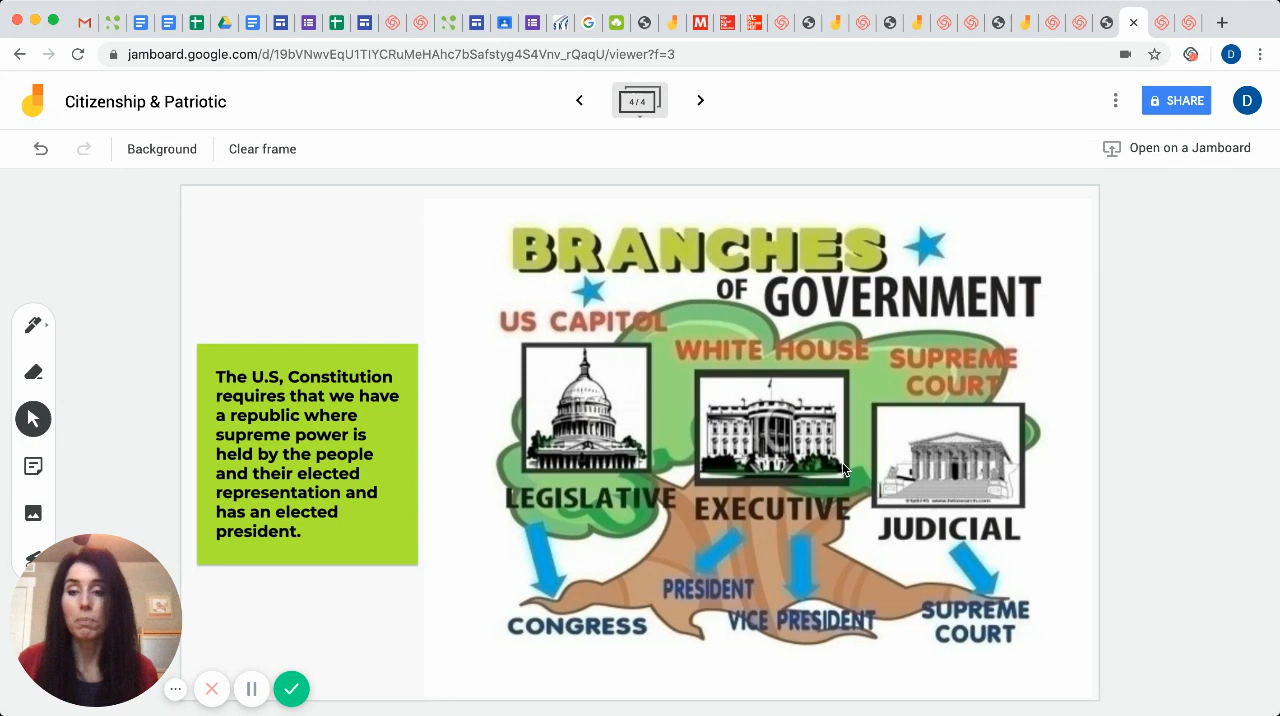 jamboard.google.com/d/19bVNwvEqU1TIYCRuMeHAhc7bSafstyg4S4Vnv_rQaqU/viewer?f=3
D
Citizenship & Patriotic
4 / 4
SHARE
D
Background
Clear frame
Open on a Jamboard
BRANCHES
OF GOVERNMENT
US CAPITOL
WHITE HOUSE
SUPREME
COURT
The U.S, Constitution
requires that we have
a republic where
supreme power is
held by the people
and their elected
representation and
has an elected
president.
LEGISLATIVE
EXECUTIVE
JUDICIAL
PRESIDENT
VICE PRESIDENT
CONGRESS
SUPREME
COURT